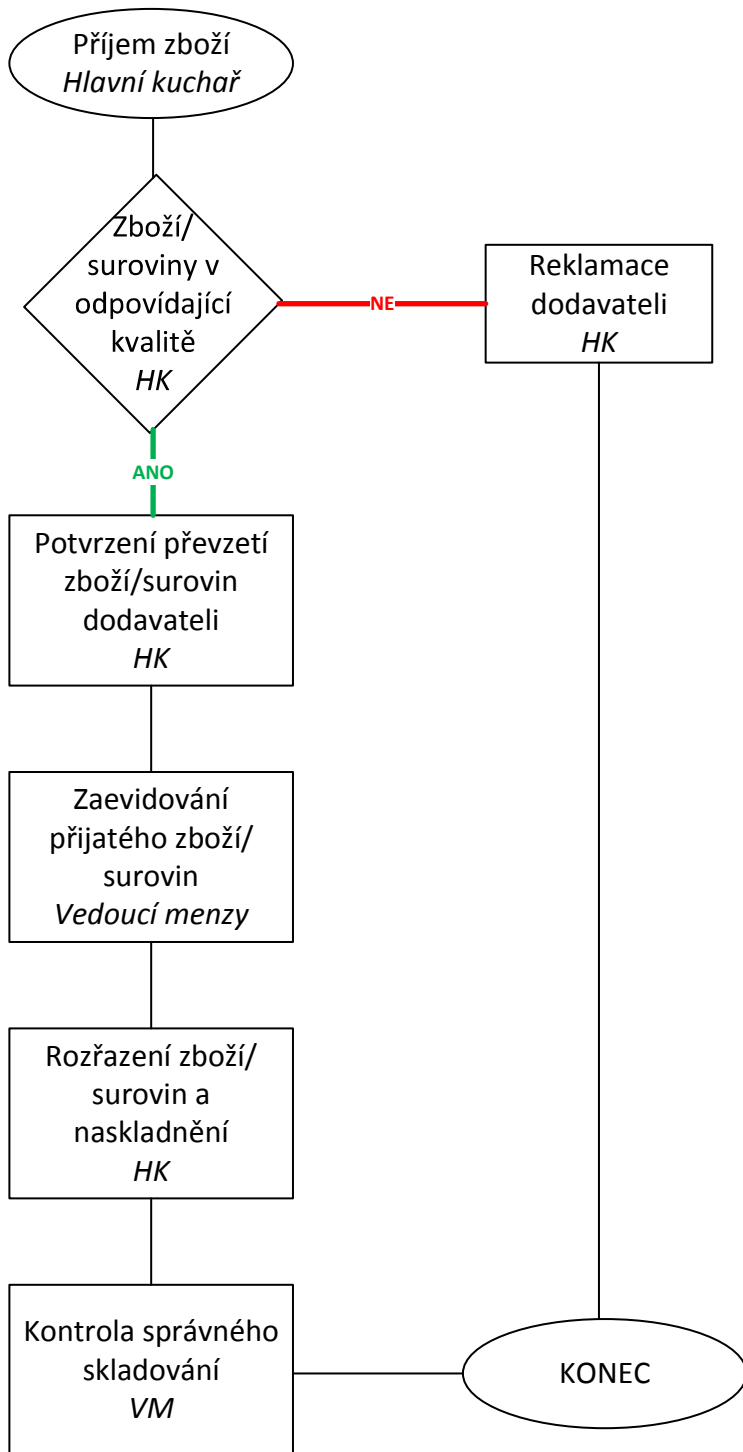 Příjem zboží
Hlavní kuchař
Zboží/
suroviny v
odpovídající
kvalitě
HK
NE
Reklamace
dodavateli
HK
ANO
Potvrzení převzetí
zboží/surovin
dodavateli
HK
Zaevidování
přijatého zboží/
surovin
Vedoucí menzy
Rozřazení zboží/
surovin a
naskladnění
HK
Kontrola správného
skladování
VM
KONEC